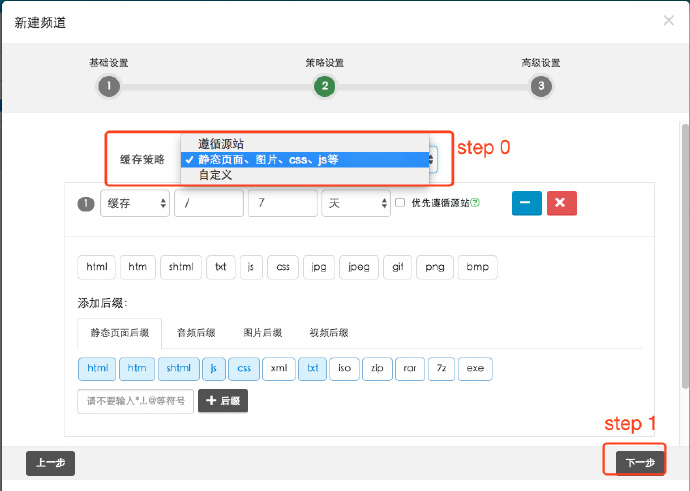 新建频道
×
基础设置 策略设置 高级设置
1 2 3
缓存策略
遵循源站
✓ 静态页面、图片、css、js等
自定义
step 0
1 缓存 / 7 天 优先遵循源站?
html htm shtml txt js css jpg jpeg gif png bmp
添加后缀:
静态页面后缀 音频后缀 图片后缀 视频后缀
html htm shtml js css xml txt iso zip rar 7z exe
请不要输入*,!,@等符号 + 后缀
step 1
上一步 下一步